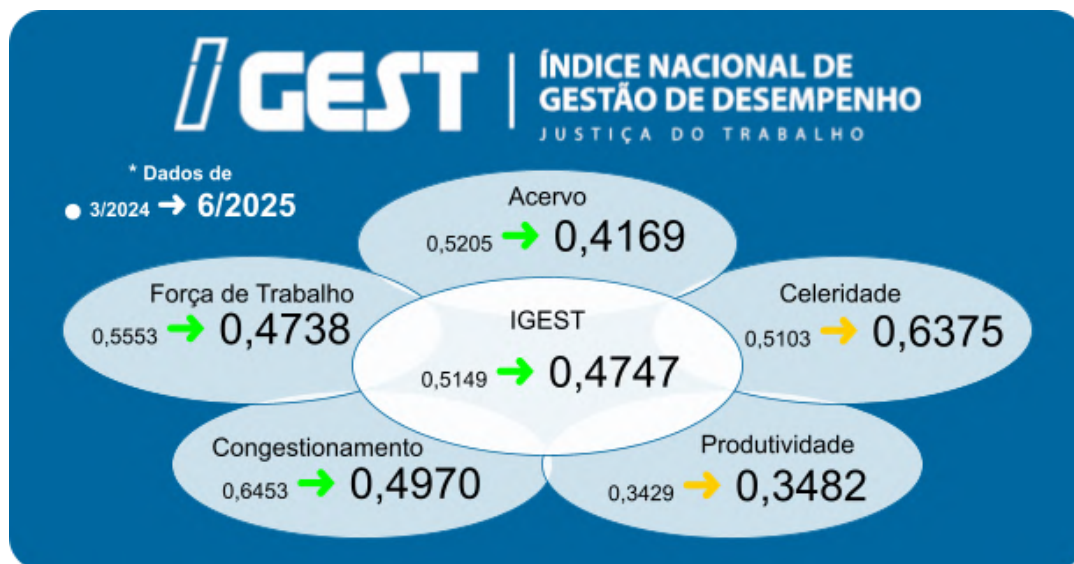 IGEST
ÍNDICE NACIONAL DE
GESTÃO DE DESEMPENHO
JUSTIÇA DO TRABALHO
* Dados de
3/2024 → 6/2025
Acervo
0,5205 → 0,4169
Força de Trabalho
0,5553 → 0,4738
IGEST
0,5149 → 0,4747
Celeridade
0,5103 → 0,6375
Congestionamento
0,6453 → 0,4970
Produtividade
0,3429 → 0,3482